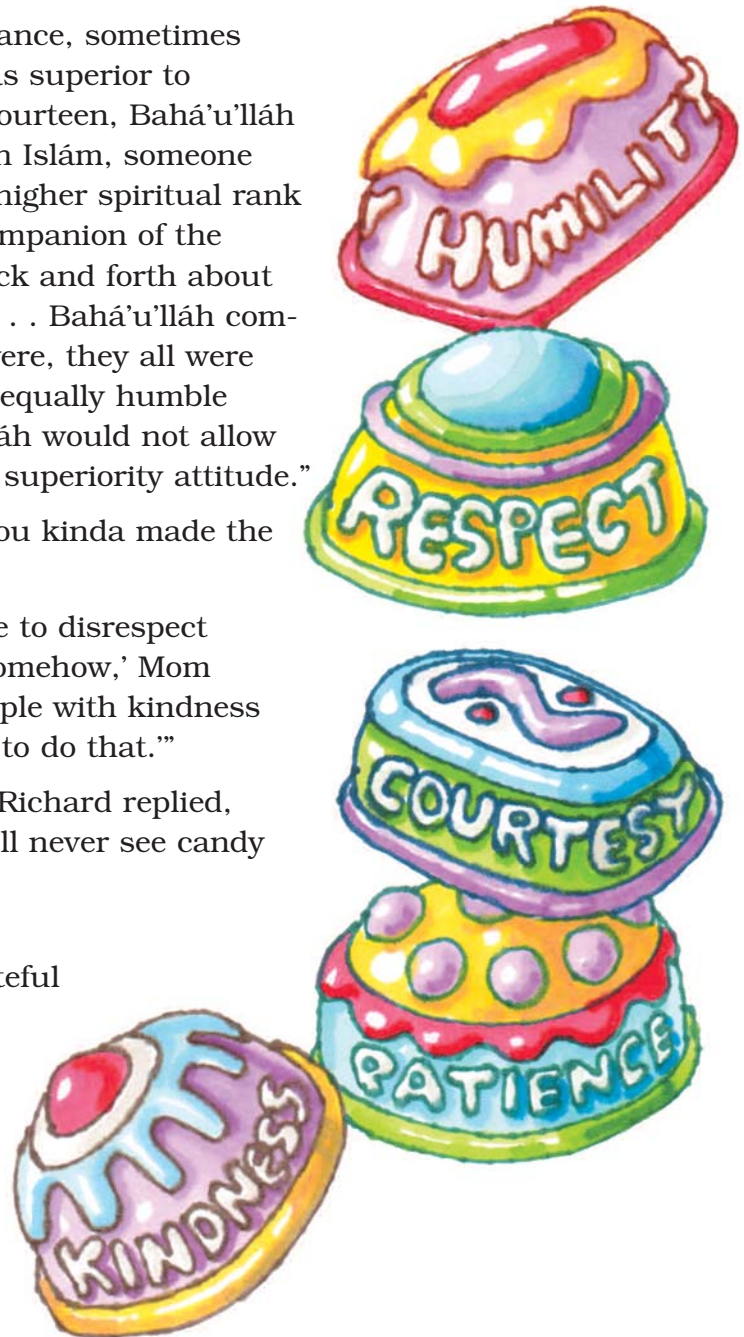 ance, sometimes
as superior to
ourteen, Bahá’u’lláh
n Islám, someone
higher spiritual rank
ompanion of the
ck and forth about
. . Bahá’u’lláh com-
vere, they all were
equally humble
áh would not allow
superiority attitude.”
ou kinda made the
e to disrespect
omehow,’ Mom
ple with kindness
to do that.’”
Richard replied,
ll never see candy
teful
Y HUMILITY
RESPECT
COURTESY
PATIENCE
KINDNESS